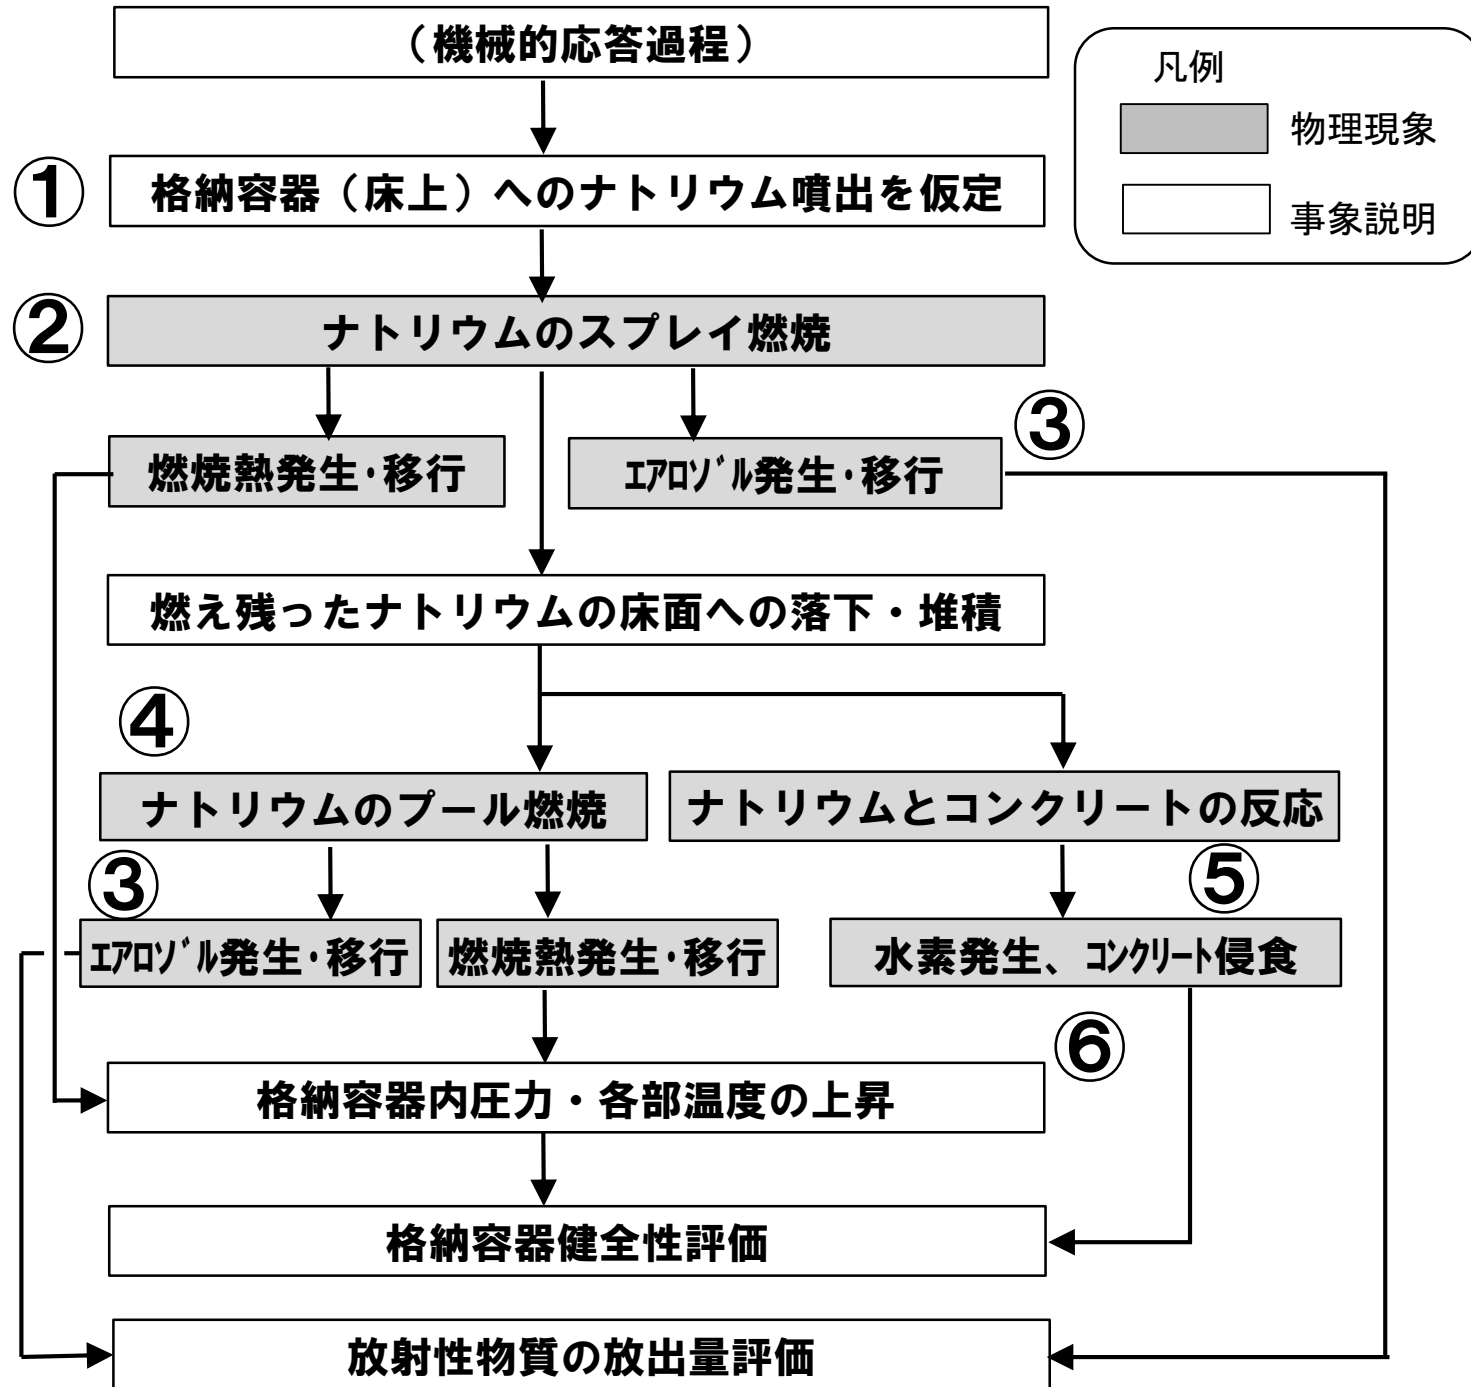 （機械的応答過程）
凡例
物理現象
事象説明
①
格納容器（床上）へのナトリウム噴出を仮定
②
ナトリウムのスプレイ燃焼
③
燃焼熱発生・移行
ｴｱﾛｿﾞﾙ発生・移行
燃え残ったナトリウムの床面への落下・堆積
④
ナトリウムのプール燃焼
ナトリウムとコンクリートの反応
③
⑤
ｴｱﾛｿﾞﾙ発生・移行
燃焼熱発生・移行
水素発生、ｺﾝｸﾘｰﾄ侵食
⑥
格納容器内圧力・各部温度の上昇
格納容器健全性評価
放射性物質の放出量評価